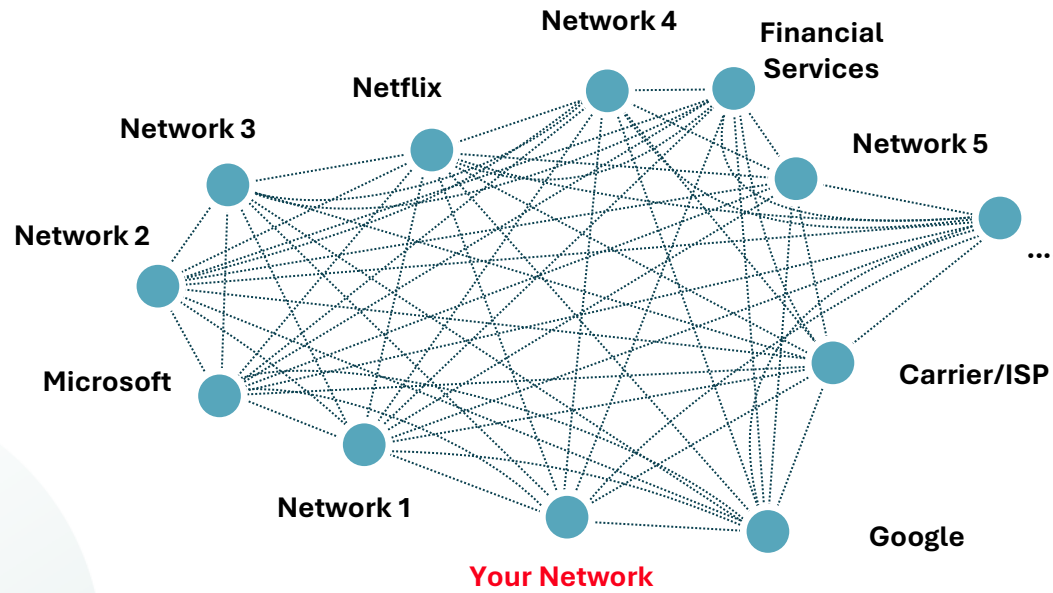 Network 4
Financial
Services
Netflix
Network 3
Network 5
Network 2
...
Microsoft
Carrier/ISP
Network 1
Google
Your Network